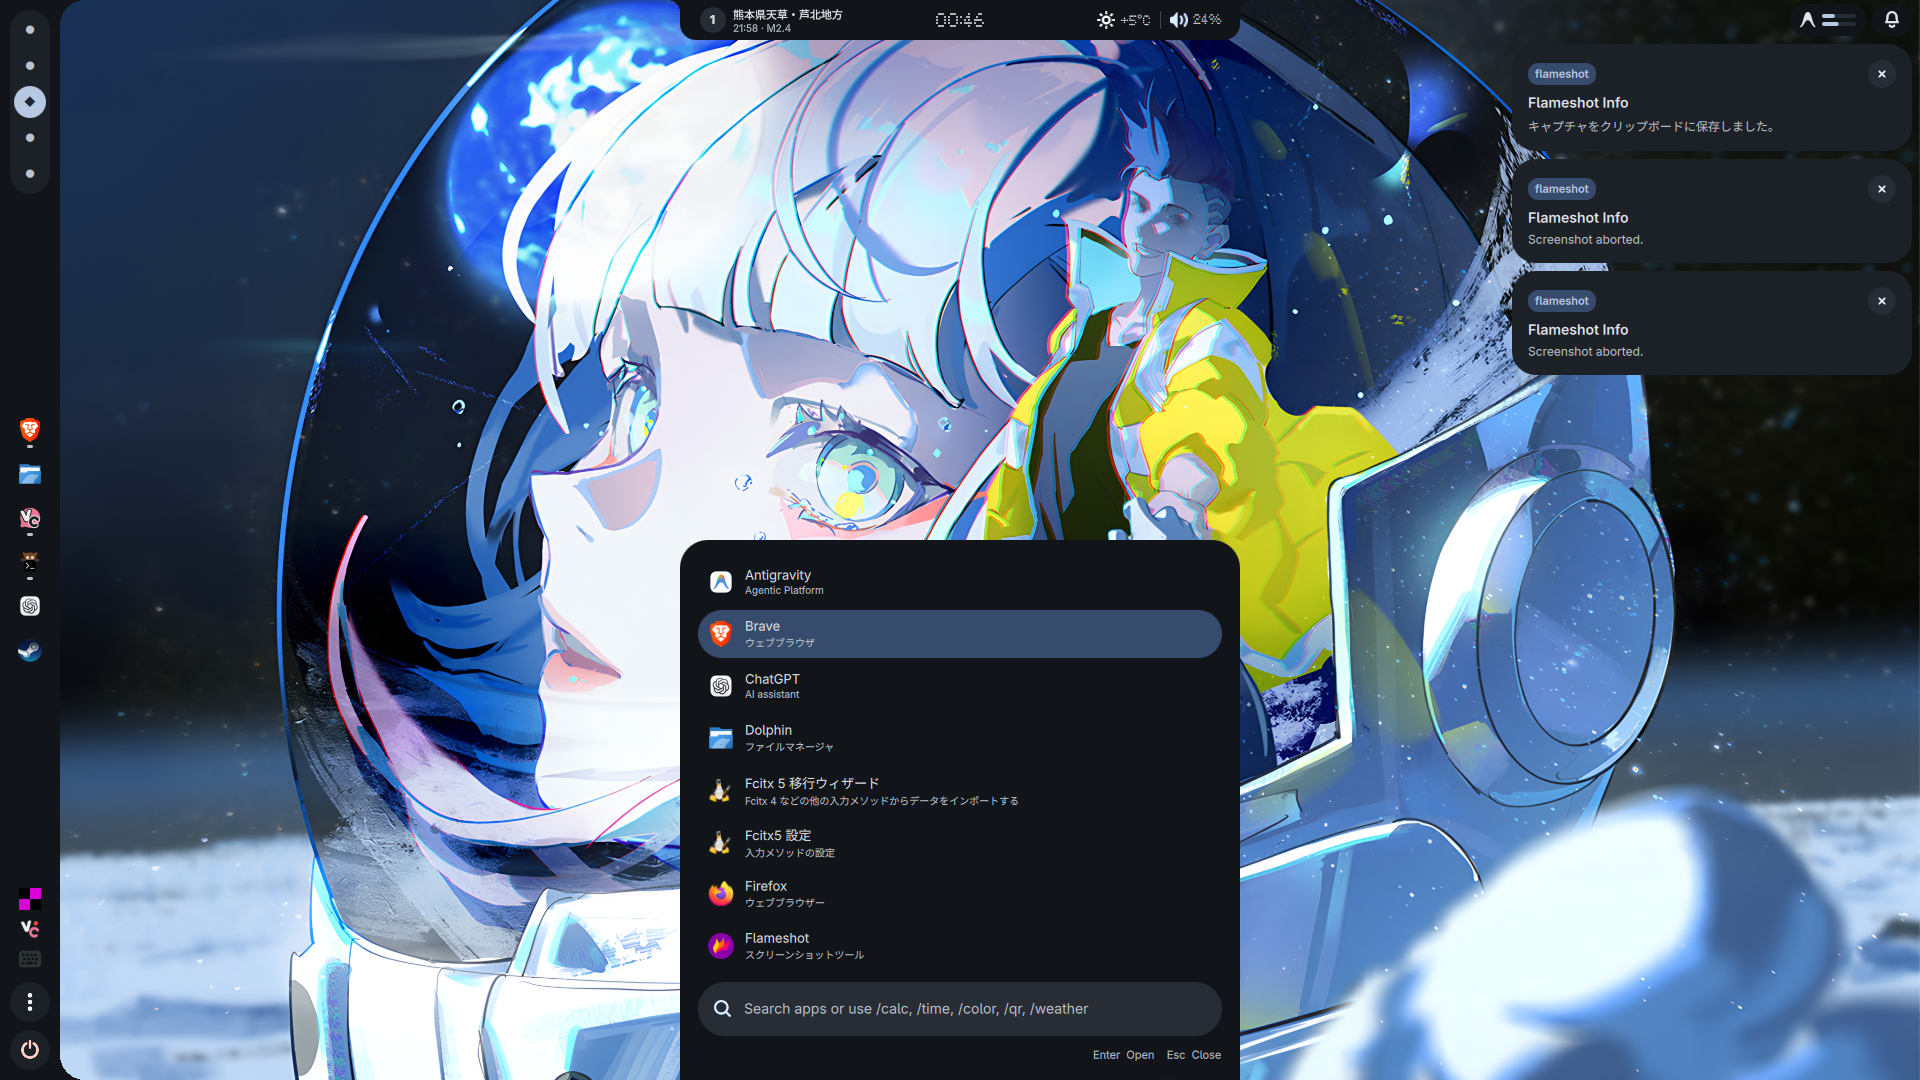 1
熊本県天草・芦北地方
21:58 · M2.4
00:46
+5°C
24%
flameshot
Flameshot Info
キャプチャをクリップボードに保存しました。
flameshot
Flameshot Info
Screenshot aborted.
flameshot
Flameshot Info
Screenshot aborted.
Antigravity
Agentic Platform
Brave
ウェブブラウザ
ChatGPT
AI assistant
Dolphin
ファイルマネージャ
Fcitx 5 移行ウィザード
Fcitx 4 などの他の入力メソッドからデータをインポートする
Fcitx5 設定
入力メソッドの設定
Firefox
ウェブブラウザー
Flameshot
スクリーンショットツール
Search apps or use /calc, /time, /color, /qr, /weather
Enter Open Esc Close